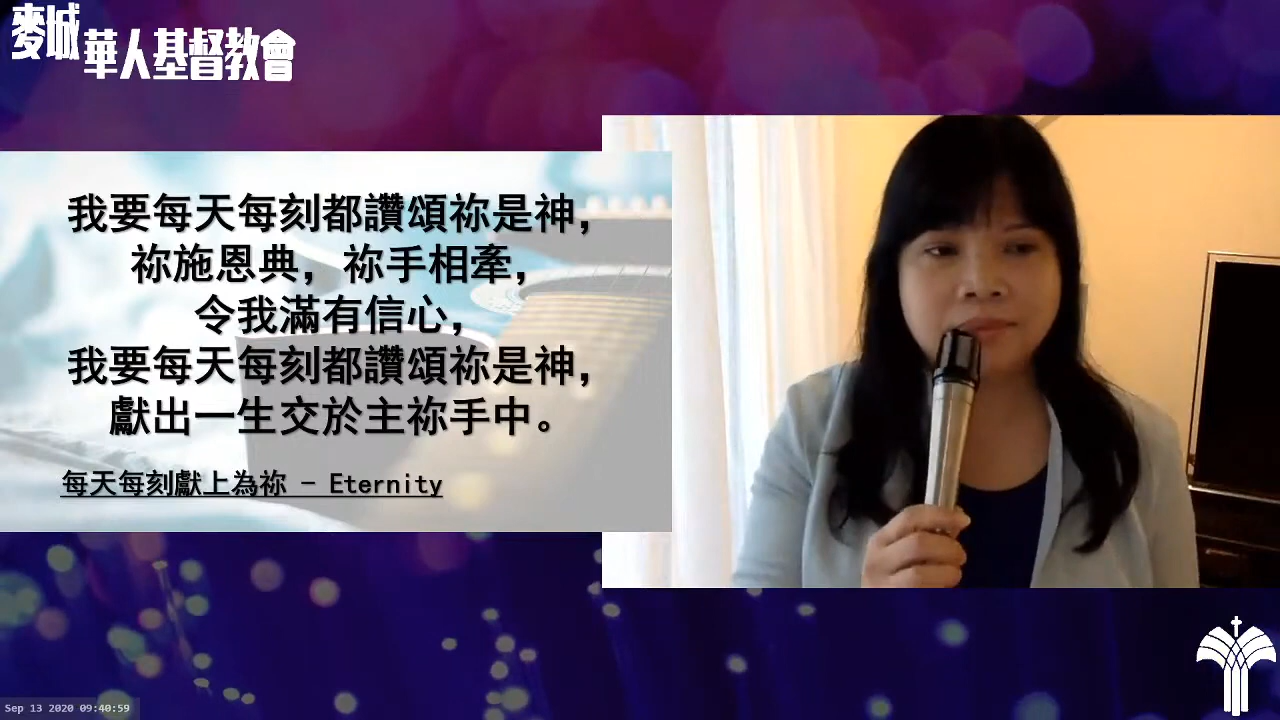 麥城
華人基督教會
我要每天每刻都讚頌祢是神，
祢施恩典，祢手相牽，
令我滿有信心，
我要每天每刻都讚頌祢是神，
獻出一生交於主祢手中。
每天每刻獻上為祢 - Eternity
Sep 13 2020 09:40:59